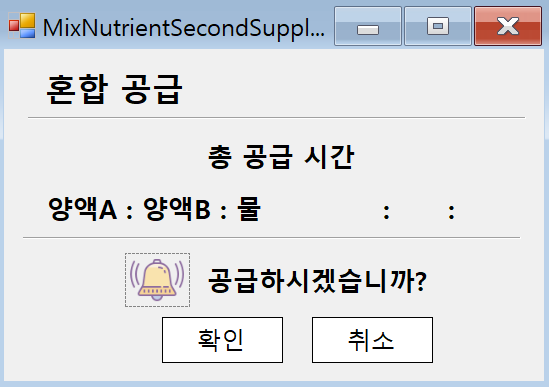 MixNutrientSecondSuppl...
혼합 공급
총 공급 시간
양액A : 양액B : 물 : :
공급하시겠습니까?
확인 취소